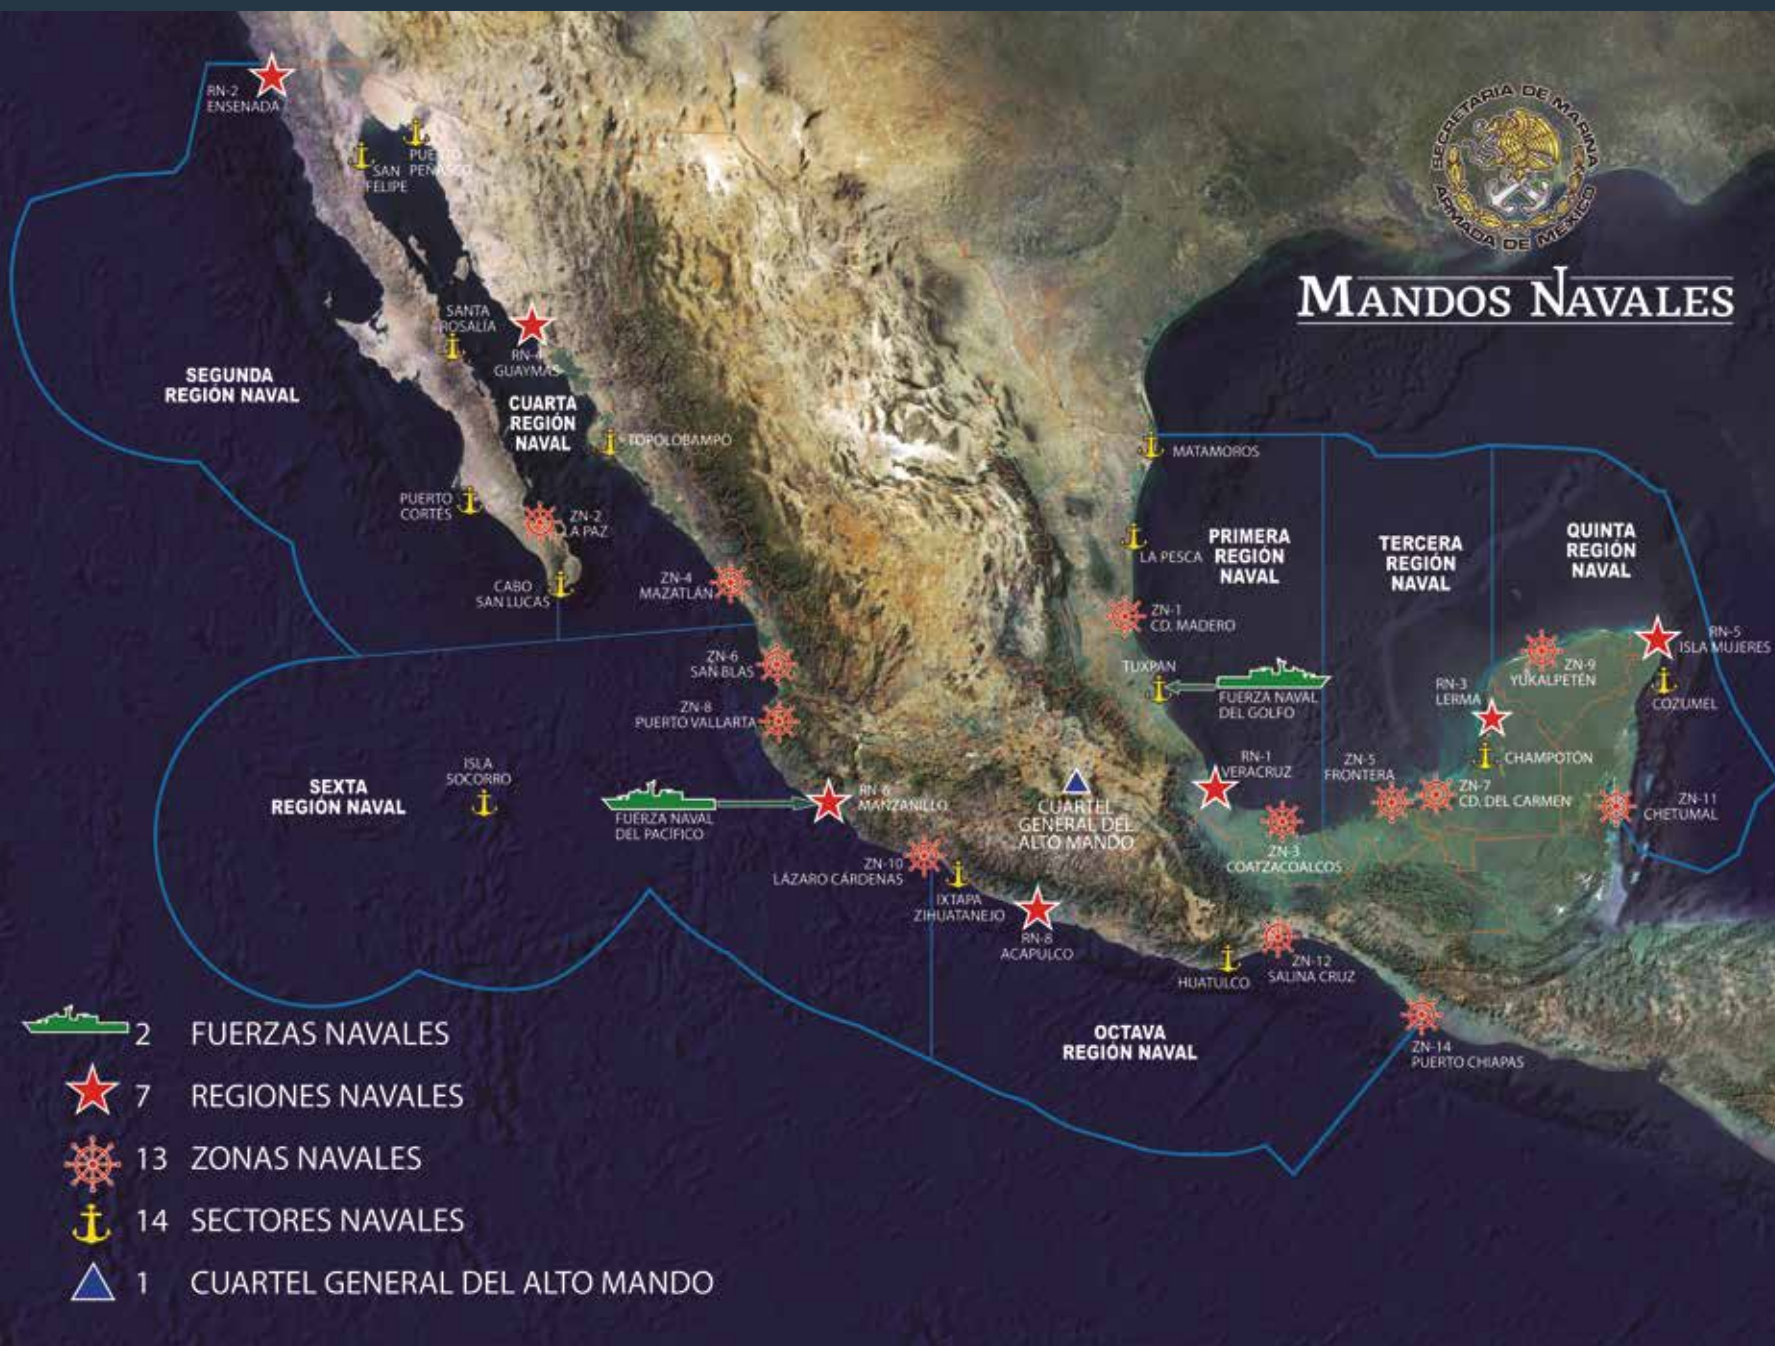 SECRETARIA DE MARINA
ARMADA DE MEXICO
MANDOS NAVALES
RN-2
ENSENADA
PUERTO
PEÑASCO
SAN
FELIPE
SANTA
ROSALÍA
RN-4
GUAYMAS
SEGUNDA
REGIÓN NAVAL
CUARTA
REGIÓN
NAVAL
TOPOLOBAMPO
PUERTO
CORTÉS
ZN-2
LA PAZ
CABO
SAN LUCAS
ZN-4
MAZATLÁN
MATAMOROS
LA PESCA
PRIMERA
REGIÓN
NAVAL
TERCERA
REGIÓN
NAVAL
QUINTA
REGIÓN
NAVAL
ZN-1
CD. MADERO
ZN-6
SAN BLAS
TUXPAN
FUERZA NAVAL
DEL GOLFO
RN-3
LERMA
ZN-9
YUKALPETÉN
RN-5
ISLA MUJERES
COZUMEL
ZN-8
PUERTO VALLARTA
ISLA
SOCORRO
SEXTA
REGIÓN NAVAL
FUERZA NAVAL
DEL PACÍFICO
RN-6
MANZANILLO
CUARTEL
GENERAL DEL
ALTO MANDO
RN-1
VERACRUZ
ZN-5
FRONTERA
CHAMPOTÓN
ZN-7
CD. DEL CARMEN
ZN-11
CHETUMAL
ZN-3
COATZACOALCOS
ZN-10
LÁZARO CÁRDENAS
IXTAPA
ZIHUATANEJO
RN-8
ACAPULCO
HUATULCO
ZN-12
SALINA CRUZ
OCTAVA
REGIÓN NAVAL
ZN-14
PUERTO CHIAPAS
2 FUERZAS NAVALES
7 REGIONES NAVALES
13 ZONAS NAVALES
14 SECTORES NAVALES
1 CUARTEL GENERAL DEL ALTO MANDO